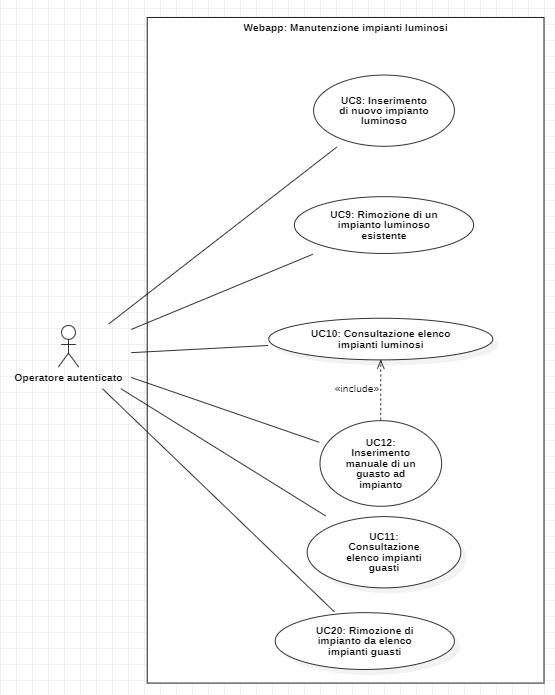 Webapp: Manutenzione impianti luminosi
UC8: Inserimento
di nuovo impianto
luminoso
UC9: Rimozione di un
impianto luminoso
esistente
UC10: Consultazione elenco
impianti luminosi
Operatore autenticato
«include»
UC12:
Inserimento
manuale di un
guasto ad
impianto
UC11:
Consultazione
elenco impianti
guasti
UC20: Rimozione di
impianto da elenco
impianti guasti